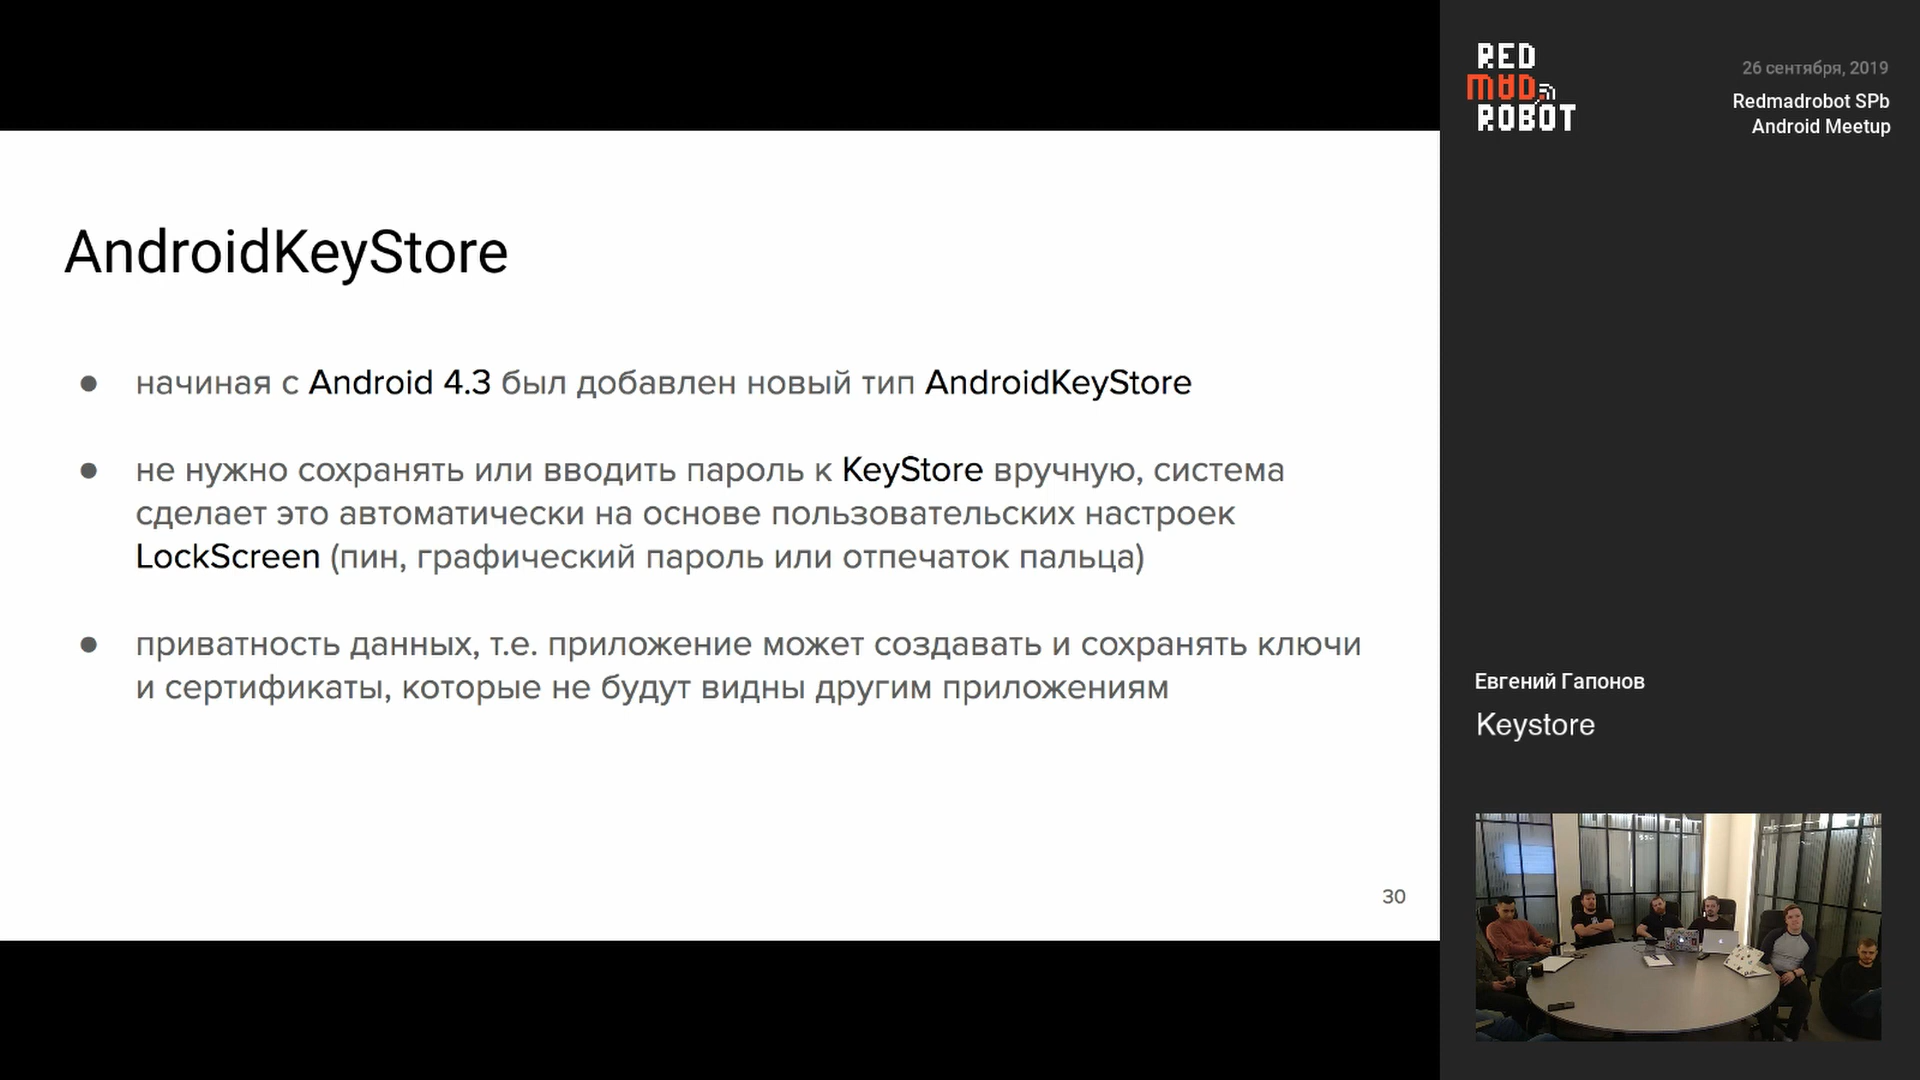 AndroidKeyStore
● начиная с Android 4.3 был добавлен новый тип AndroidKeyStore
● не нужно сохранять или вводить пароль к KeyStore вручную, система
сделает это автоматически на основе пользовательских настроек
LockScreen (пин, графический пароль или отпечаток пальца)
● приватность данных, т.е. приложение может создавать и сохранять ключи
и сертификаты, которые не будут видны другим приложениям
30
RED
MAD
ROBOT
26 сентября, 2019
Redmadrobot SPb
Android Meetup
Евгений Гапонов
Keystore